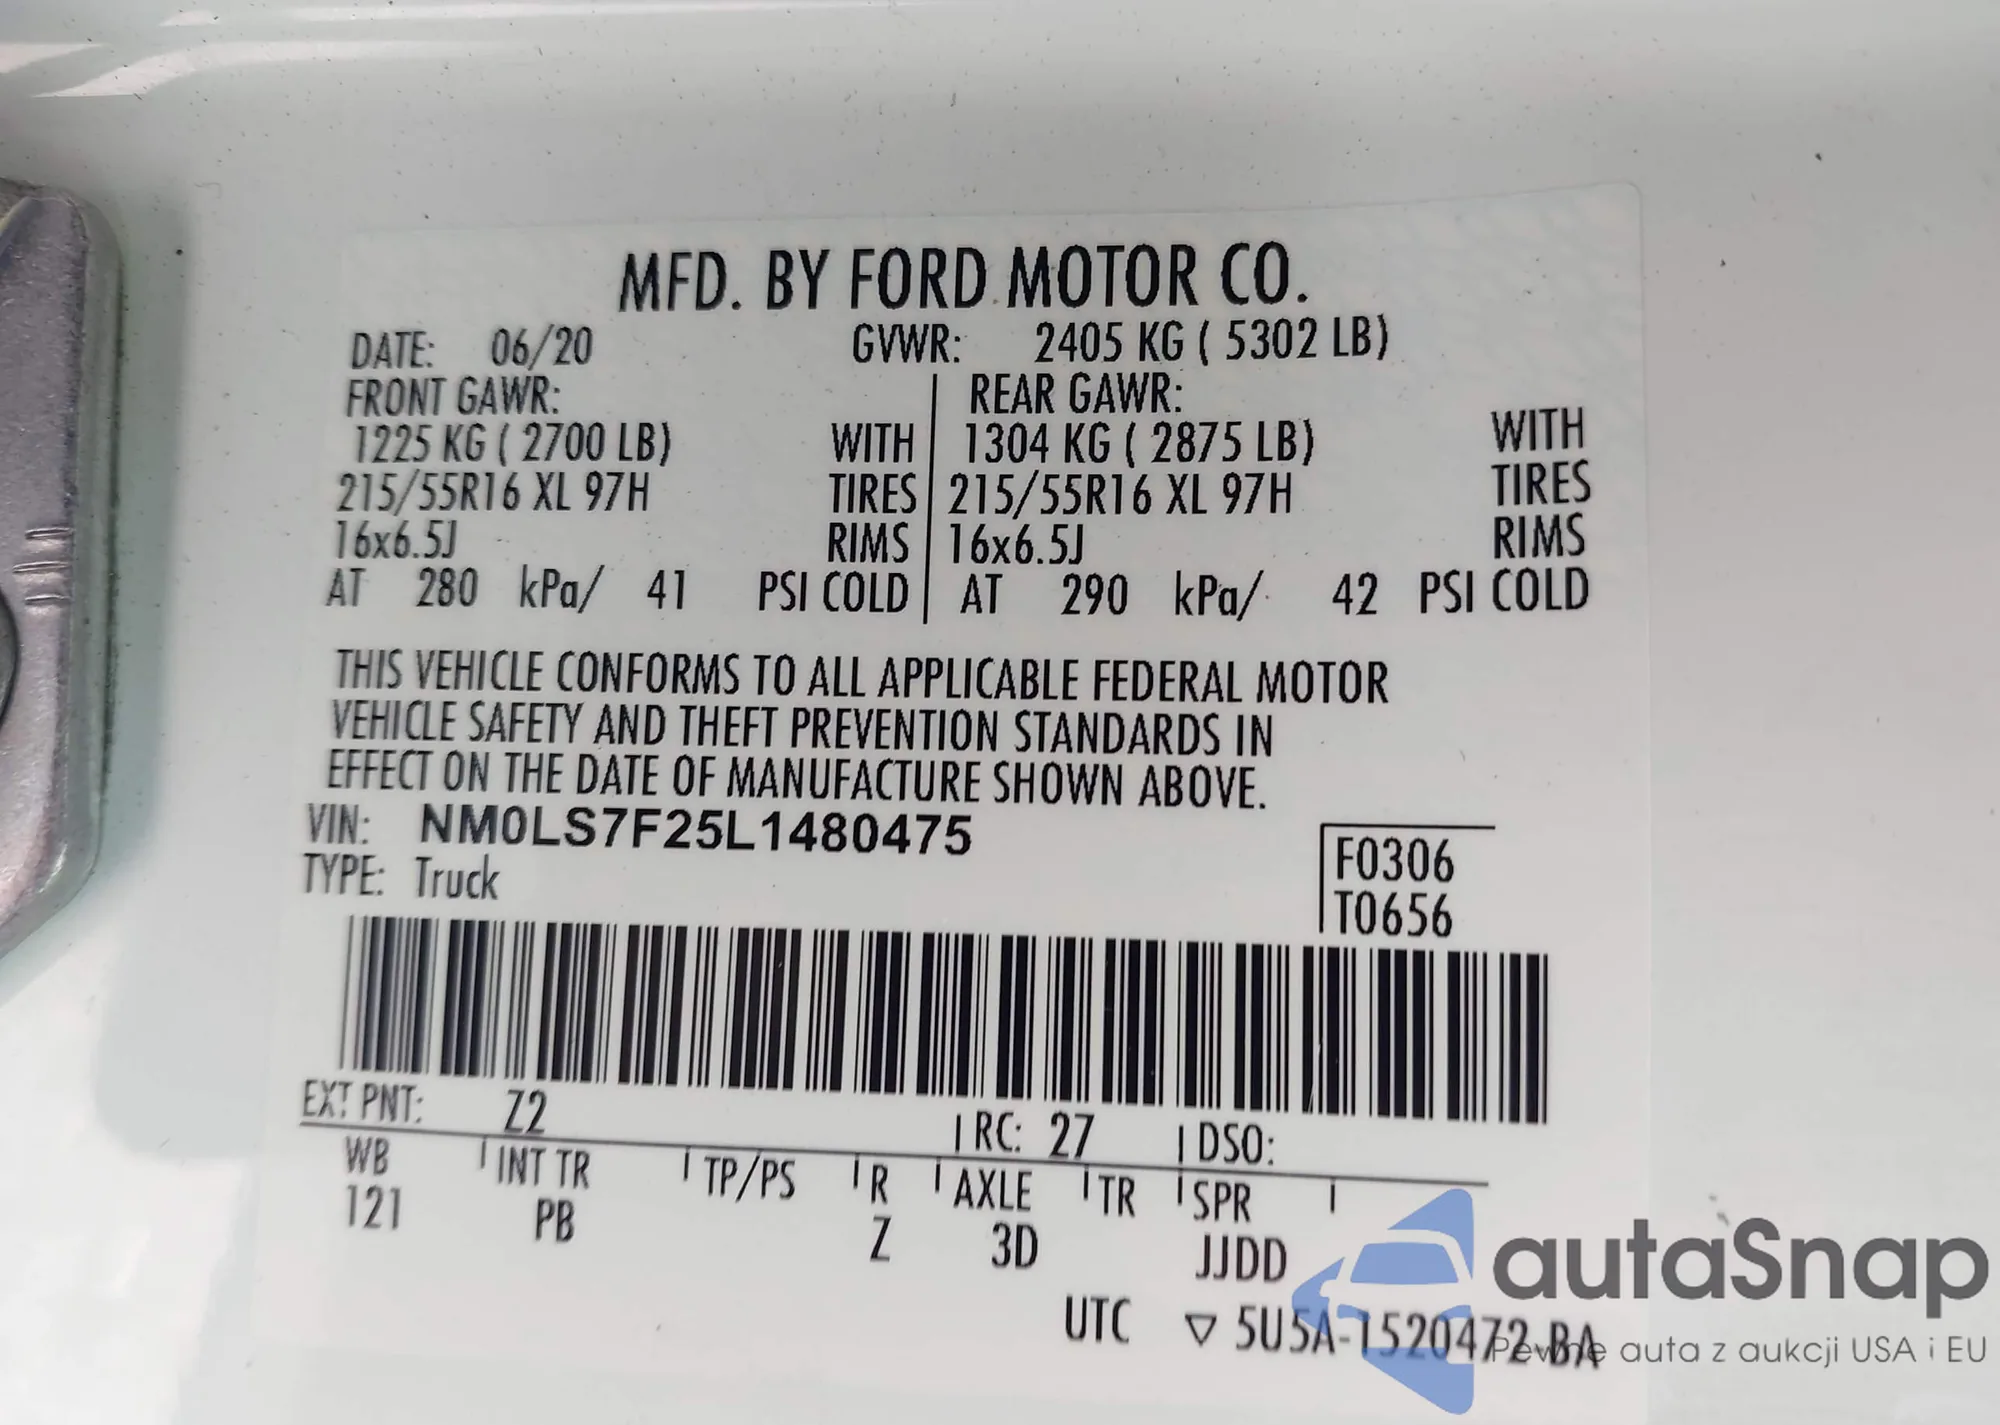 MFD. BY FORD MOTOR CO.
DATE: 06/20 GVWR: 2405 KG ( 5302 LB)
FRONT GAWR: REAR GAWR:
1225 KG ( 2700 LB) WITH 1304 KG ( 2875 LB) WITH
215/55R16 XL 97H TIRES 215/55R16 XL 97H TIRES
16x6.5J RIMS 16x6.5J RIMS
AT 280 kPa/ 41 PSI COLD AT 290 kPa/ 42 PSI COLD
THIS VEHICLE CONFORMS TO ALL APPLICABLE FEDERAL MOTOR
VEHICLE SAFETY AND THEFT PREVENTION STANDARDS IN
EFFECT ON THE DATE OF MANUFACTURE SHOWN ABOVE.
VIN: NM0LS7F25L1480475
TYPE: Truck
F0306
T0656
EXT PNT: Z2 RC: 27 DSO:
WB INT TR TP/PS R AXLE TR SPR
121 PB Z 3D JJDD
UTC ▽ 5U5A-1520472-BA
autaSnap
Pewne auta z aukcji USA i EU